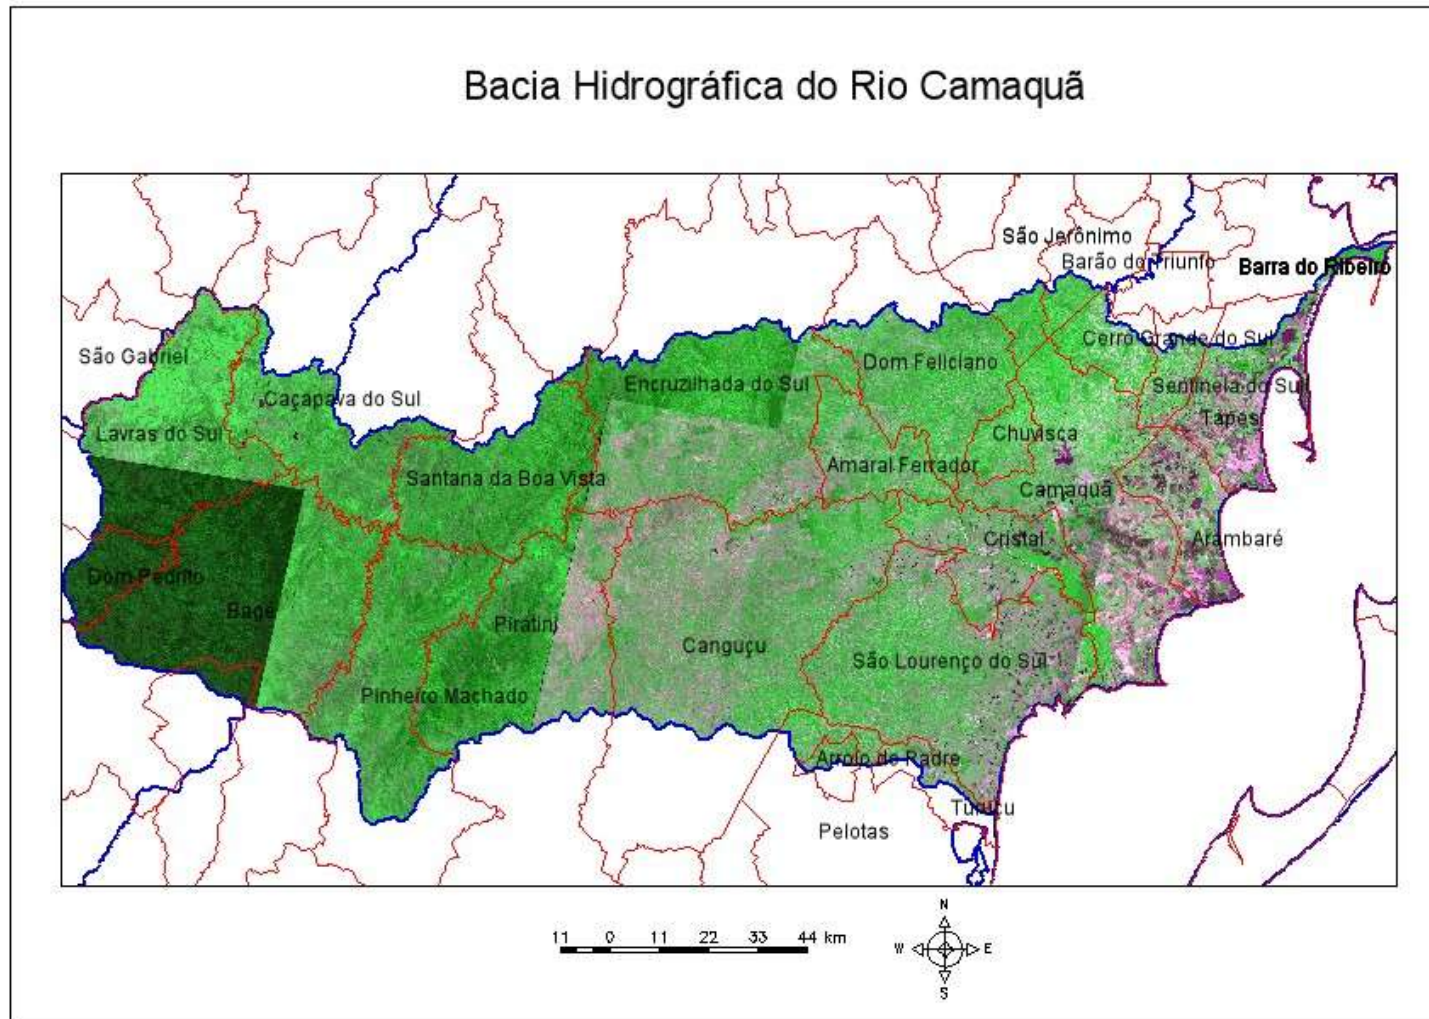 Bacia Hidrográfica do Rio Camaquã
São Jerônimo
Barão do Triunfo
Barra do Ribeiro
São Gabriel
Cerro Grande do Sul
Dom Feliciano
Encruzilhada do Sul
Sentinela do Sul
Caçapava do Sul
Tapes
Lavras do Sul
Chuvisca
Amaral Ferrador
Santana da Boa Vista
Camaquã
Cristal
Arambaré
Dom Pedrito
Bagé
Piratini
Canguçu
São Lourenço do Sul
Pinheiro Machado
Arroio do Padre
Turuçu
Pelotas
11 0 11 22 33 44 km
N
W E
S